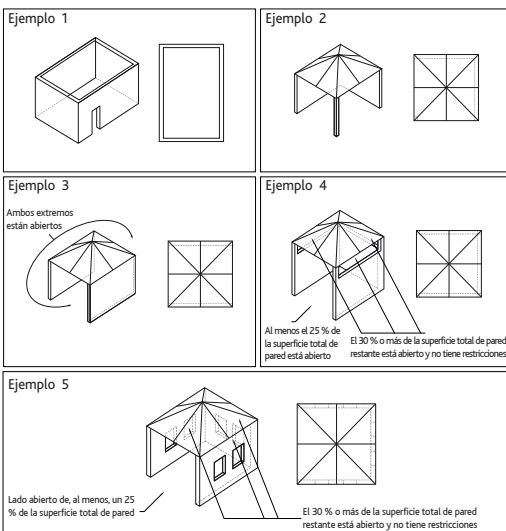 Ejemplo 1
Ejemplo 2
Ejemplo 3
Ambos extremos
están abiertos
Ejemplo 4
Al menos el 25 % de
la superficie total de
pared está abierto
El 30 % o más de la superficie total de pared
restante está abierto y no tiene restricciones
Ejemplo 5
Lado abierto de, al menos, un 25
% de la superficie total de pared
El 30 % o más de la superficie total de pared
restante está abierto y no tiene restricciones